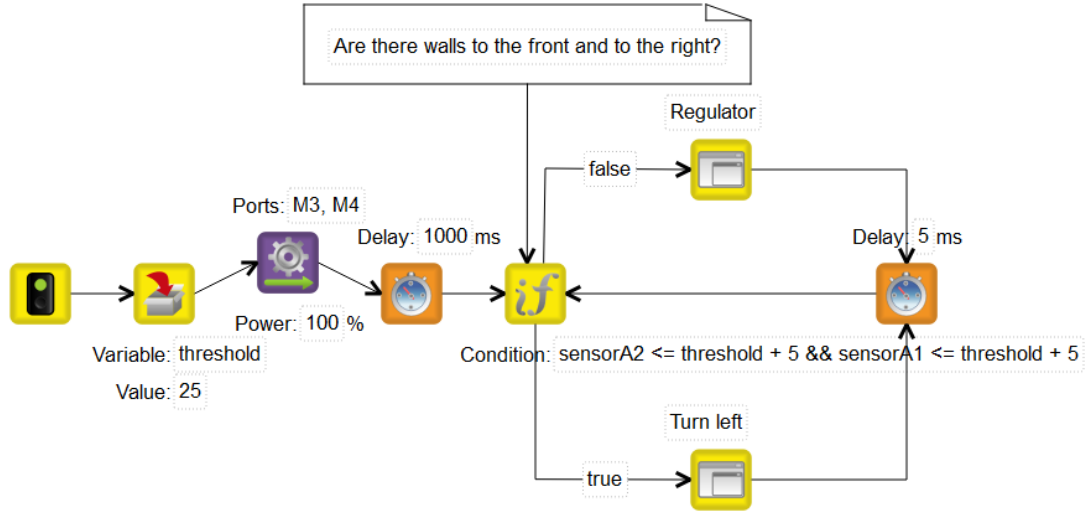 Are there walls to the front and to the right?
Regulator
false
Ports: M3, M4
Delay: 1000 ms
Delay: 5 ms
if
Power: 100 %
Variable: threshold
Value: 25
Condition: sensorA2 <= threshold + 5 && sensorA1 <= threshold + 5
Turn left
true